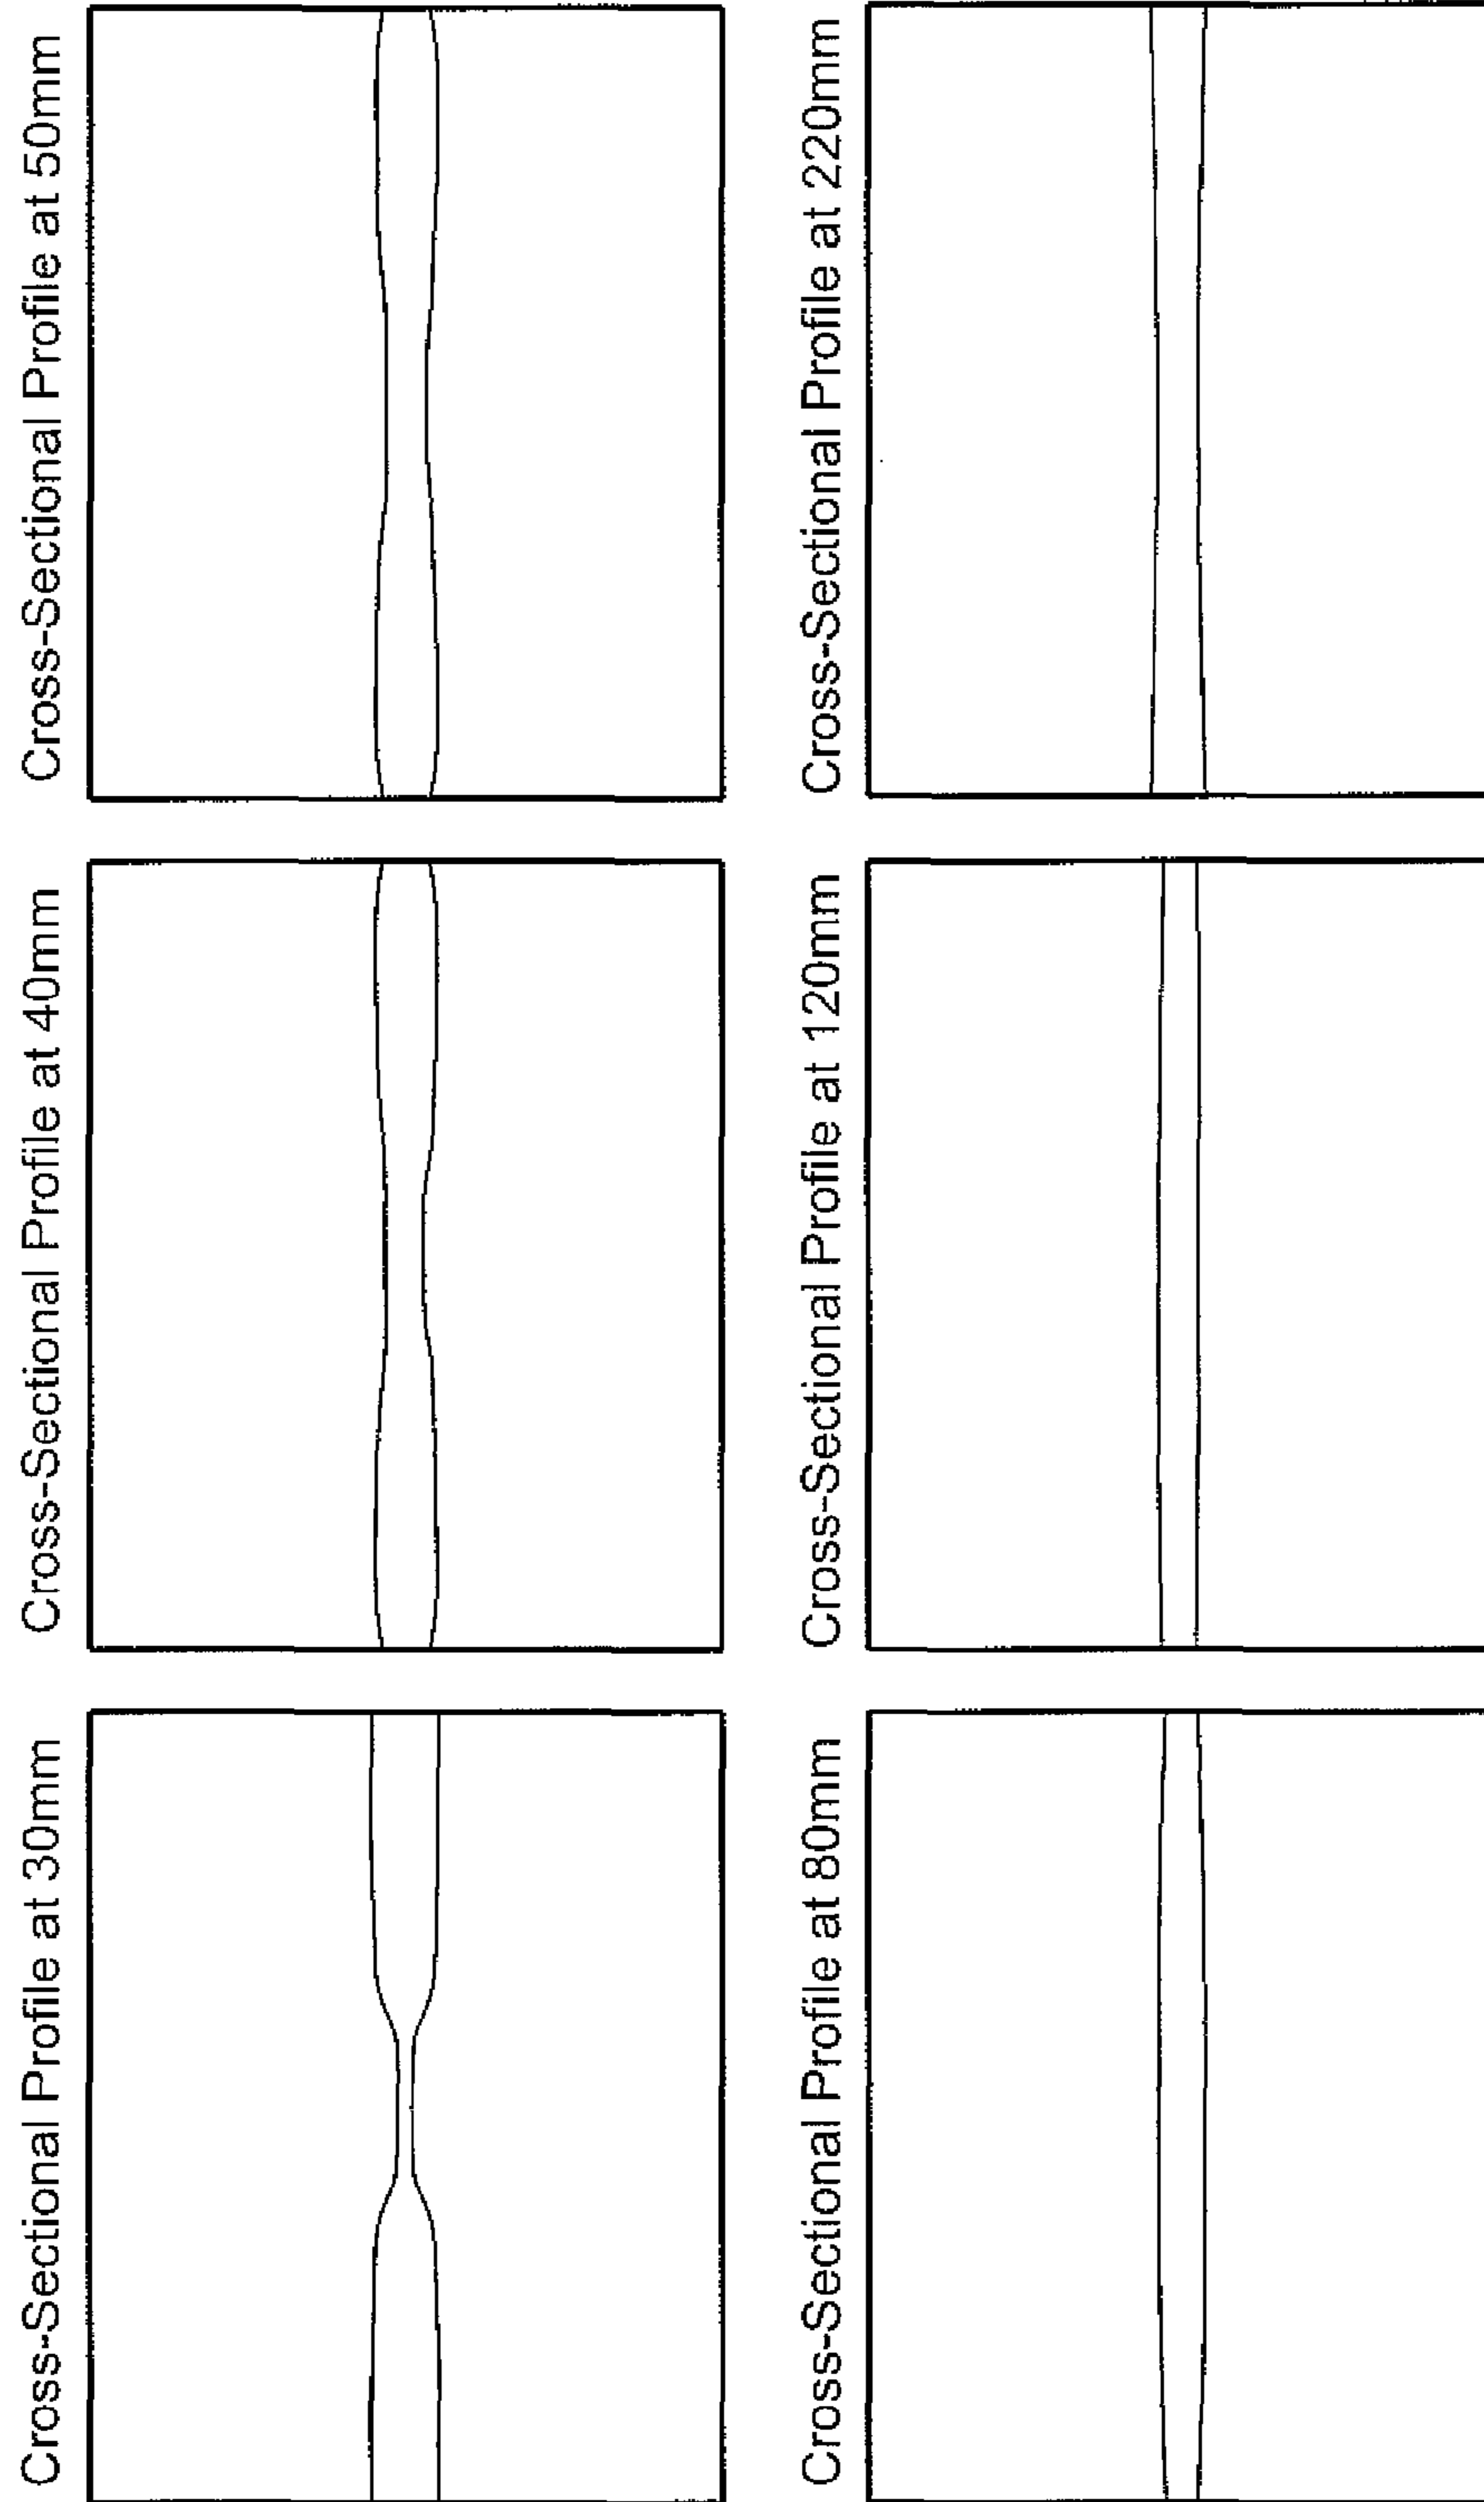 Cross-Sectional Profile at 30mm
Cross-Sectional Profile at 40mm
Cross-Sectional Profile at 50mm
Cross-Sectional Profile at 80mm
Cross-Sectional Profile at 120mm
Cross-Sectional Profile at 220mm